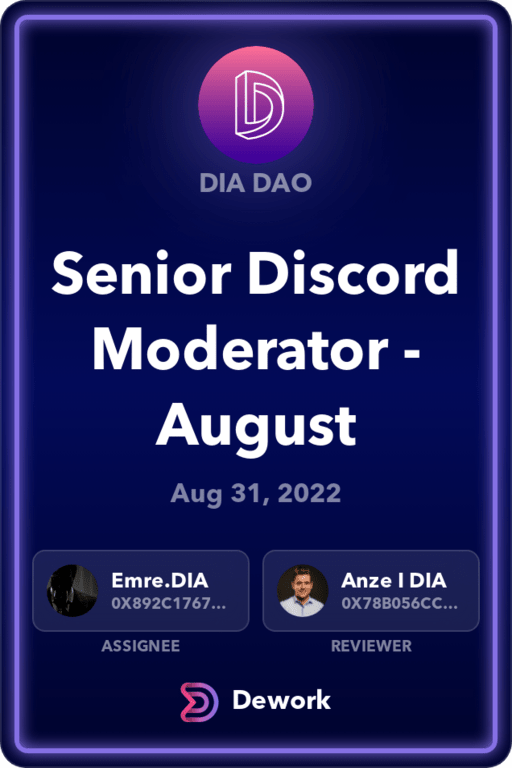 DIA DAO
Senior Discord
Moderator -
August
Aug 31, 2022
Emre.DIA
0X892C1767...
Anze I DIA
0X78B056CC...
ASSIGNEE
REVIEWER
Dework